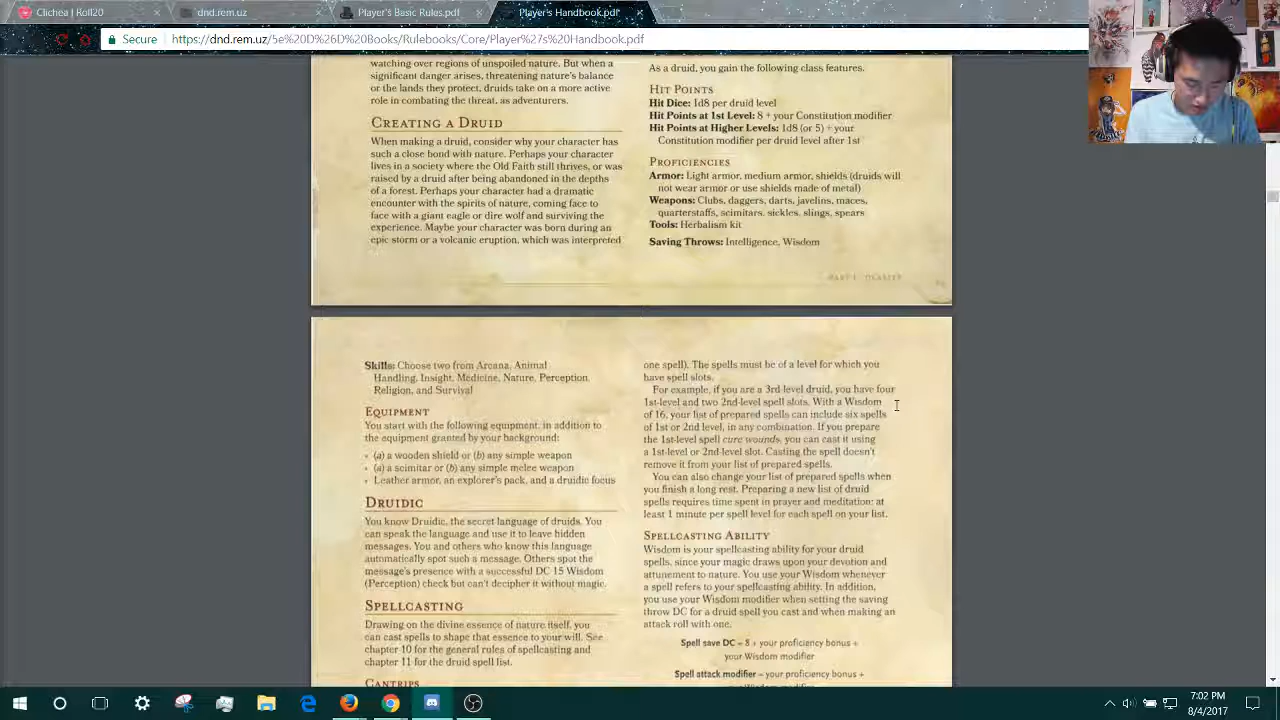 Clichea | Roll20
dnd.rem.uz
Player's Basic Rules.pdf
Player's Handbook.pdf
Secure
https://dnd.rem.uz/5e%20D%26D%20Books/Rulebooks/Core/Player%27s%20Handbook.pdf
watching over regions of unspoiled nature. But when a
significant danger arises, threatening nature's balance
or the lands they protect, druids take on a more active
role in combating the threat, as adventurers.
CREATING A DRUID
When making a druid, consider why your character has
such a close bond with nature. Perhaps your character
lives in a society where the Old Faith still thrives, or was
raised by a druid after being abandoned in the depths
of a forest. Perhaps your character had a dramatic
encounter with the spirits of nature, coming face to
face with a giant eagle or dire wolf and surviving the
experience. Maybe your character was born during an
epic storm or a volcanic eruption, which was interpreted
As a druid, you gain the following class features.
HIT POINTS
Hit Dice: 1d8 per druid level
Hit Points at 1st Level: 8 + your Constitution modifier
Hit Points at Higher Levels: 1d8 (or 5) + your
Constitution modifier per druid level after 1st
PROFICIENCIES
Armor: Light armor, medium armor, shields (druids will
not wear armor or use shields made of metal)
Weapons: Clubs, daggers, darts, javelins, maces,
quarterstaffs, scimitars, sickles, slings, spears
Tools: Herbalism kit
Saving Throws: Intelligence, Wisdom
PART 1 CLASSES
Skills: Choose two from Arcana, Animal
Handling, Insight, Medicine, Nature, Perception,
Religion, and Survival
EQUIPMENT
You start with the following equipment, in addition to
the equipment granted by your background:
• (a) a wooden shield or (b) any simple weapon
• (a) a scimitar or (b) any simple melee weapon
• Leather armor, an explorer's pack, and a druidic focus
DRUIDIC
You know Druidic, the secret language of druids. You
can speak the language and use it to leave hidden
messages. You and others who know this language
automatically spot such a message. Others spot the
message's presence with a successful DC 15 Wisdom
(Perception) check but can't decipher it without magic.
SPELLCASTING
Drawing on the divine essence of nature itself, you
can cast spells to shape that essence to your will. See
chapter 10 for the general rules of spellcasting and
chapter 11 for the druid spell list.
CANTRIPS
one spell). The spells must be of a level for which you
have spell slots.
For example, if you are a 3rd-level druid, you have four
1st-level and two 2nd-level spell slots. With a Wisdom
of 16, your list of prepared spells can include six spells
of 1st or 2nd level, in any combination. If you prepare
the 1st-level spell cure wounds, you can cast it using
a 1st-level or 2nd-level slot. Casting the spell doesn't
remove it from your list of prepared spells.
You can also change your list of prepared spells when
you finish a long rest. Preparing a new list of druid
spells requires time spent in prayer and meditation: at
least 1 minute per spell level for each spell on your list.
SPELLCASTING ABILITY
Wisdom is your spellcasting ability for your druid
spells, since your magic draws upon your devotion and
attunement to nature. You use your Wisdom whenever
a spell refers to your spellcasting ability. In addition,
you use your Wisdom modifier when setting the saving
throw DC for a druid spell you cast and when making an
attack roll with one.
Spell save DC = 8 + your proficiency bonus +
your Wisdom modifier
Spell attack modifier = your proficiency bonus +
7:02 PM
8/4/2017